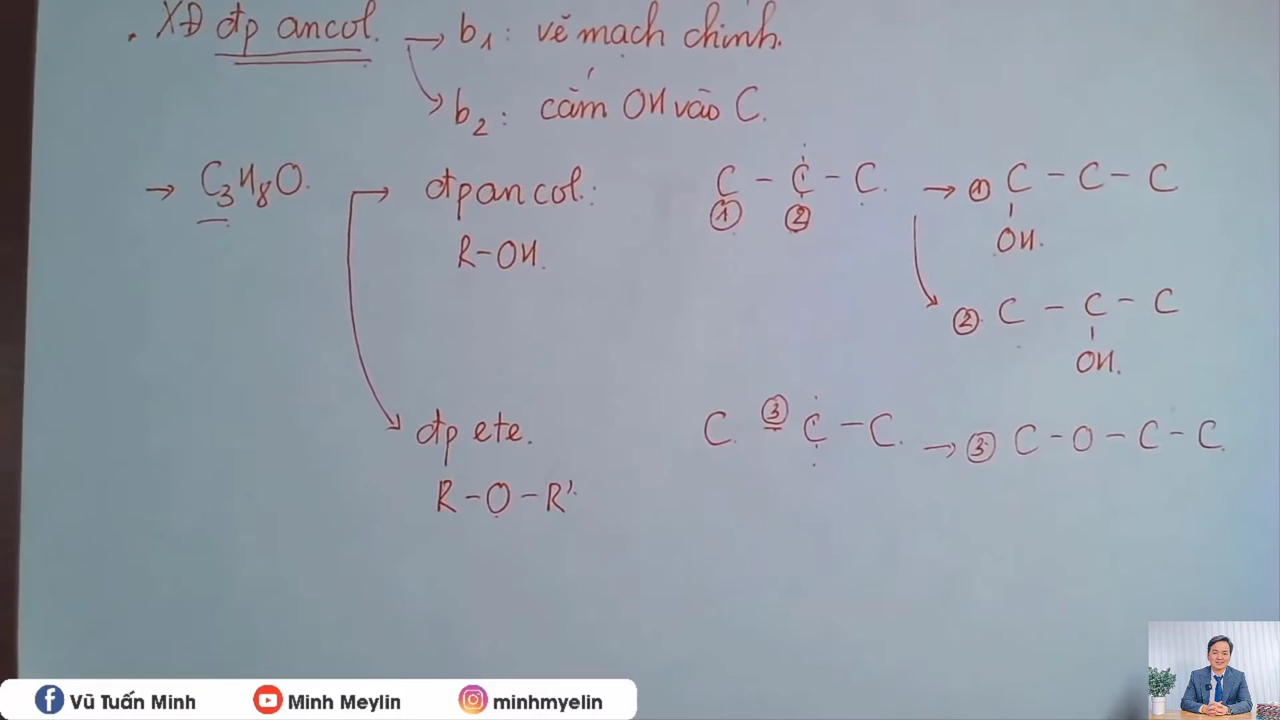 . XĐ đp ancol. → b1: vẽ mạch chính.
b2: cắm OH vào C.
→ C3H8O. → đp ancol: C - C - C. → ① C - C - C
① ② OH.
R-OH.
② C - C - C
OH.
đp ete. C. ③ C - C. → ③ C - O - C - C.
R - O - R'.
Vũ Tuấn Minh Minh Meylin minhmyelin